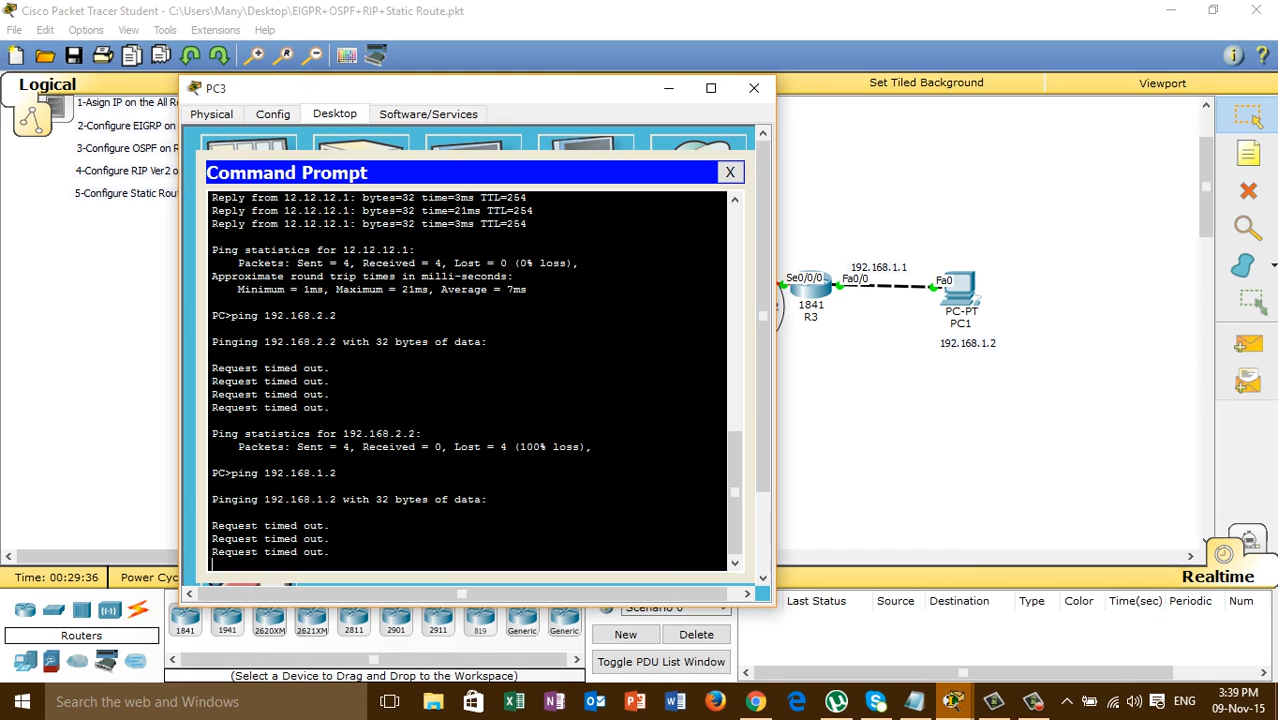 Cisco Packet Tracer Student - C:\Users\Many\Desktop\EIGPR+OSPF+RIP+Static Route.pkt
File Edit Options View Tools Extensions Help
Logical
Set Tiled Background
Viewport
1-Asign IP on the All R
2-Configure EIGRP on
3-Configure OSPF on R
4-Configure RIP Ver2 o
5-Configure Static Rou
PC3
Physical Config Desktop Software/Services
Command Prompt
X
Reply from 12.12.12.1: bytes=32 time=3ms TTL=254
Reply from 12.12.12.1: bytes=32 time=21ms TTL=254
Reply from 12.12.12.1: bytes=32 time=3ms TTL=254
Ping statistics for 12.12.12.1:
Packets: Sent = 4, Received = 4, Lost = 0 (0% loss),
Approximate round trip times in milli-seconds:
Minimum = 1ms, Maximum = 21ms, Average = 7ms
PC>ping 192.168.2.2
Pinging 192.168.2.2 with 32 bytes of data:
Request timed out.
Request timed out.
Request timed out.
Request timed out.
Ping statistics for 192.168.2.2:
Packets: Sent = 4, Received = 0, Lost = 4 (100% loss),
PC>ping 192.168.1.2
Pinging 192.168.1.2 with 32 bytes of data:
Request timed out.
Request timed out.
Request timed out.
192.168.1.1
Se0/0/0 Fa0/0 Fa0
2
1841
R3
PC-PT
PC1
192.168.1.2
Time: 00:29:36 Power Cyc
Realtime
Routers
1841 1941 2620XM 2621XM 2811 2901 2911 819 Generic Generic
(Select a Device to Drag and Drop to the Workspace)
Scenario 0
New Delete
Toggle PDU List Window
Last Status Source Destination Type Color Time(sec) Periodic Num
Search the web and Windows
ENG
3:39 PM
09-Nov-15